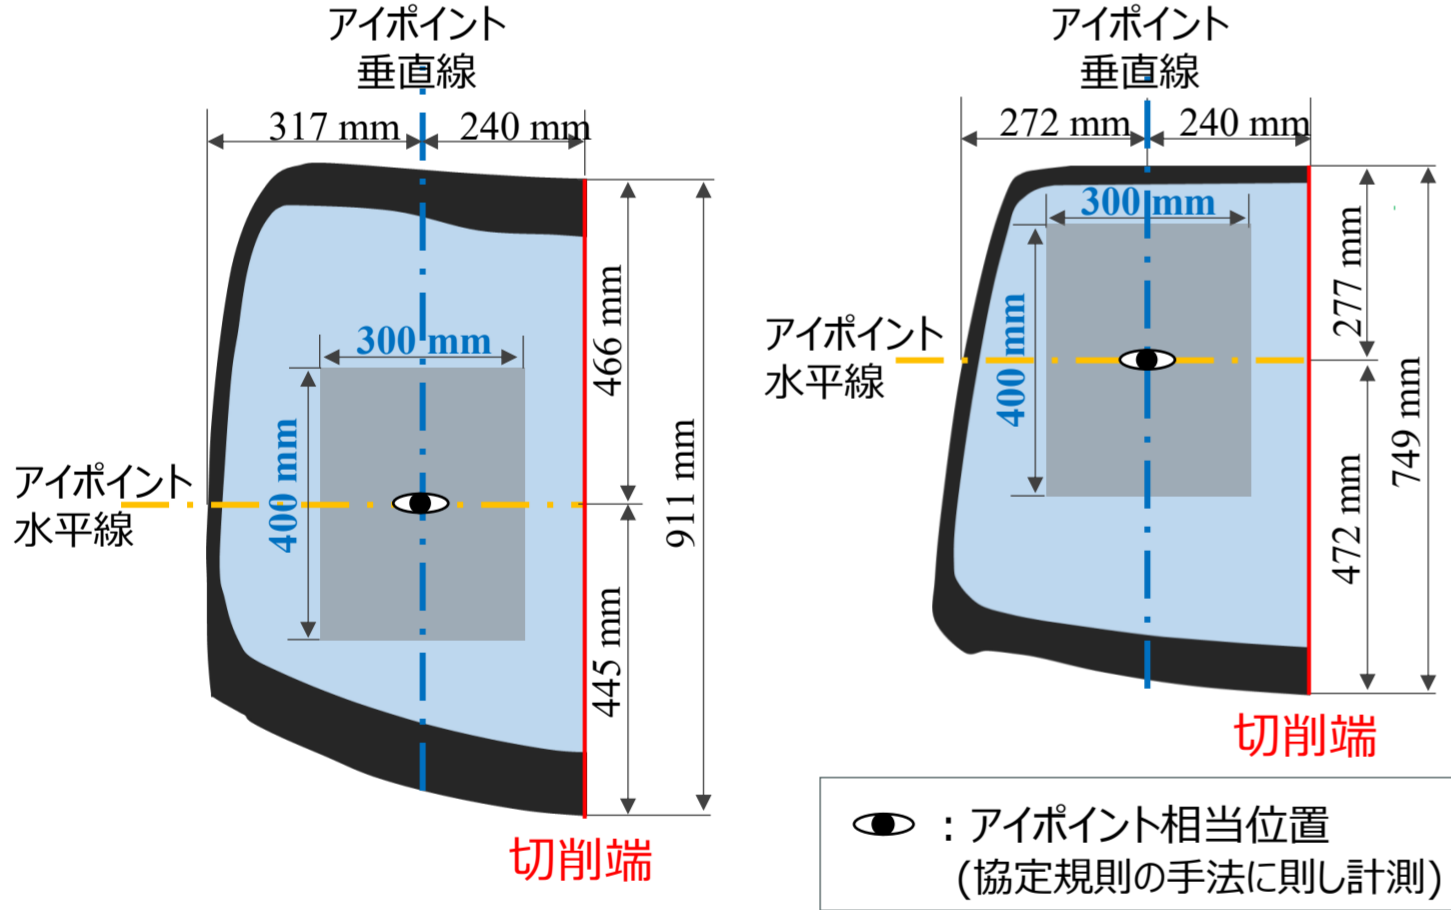 アイポイント
垂直線
317 mm
240 mm
300 mm
400 mm
466 mm
911 mm
445 mm
アイポイント
水平線
切削端
アイポイント
垂直線
272 mm
240 mm
300 mm
400 mm
277 mm
749 mm
472 mm
アイポイント
水平線
切削端
：アイポイント相当位置
(協定規則の手法に則し計測)